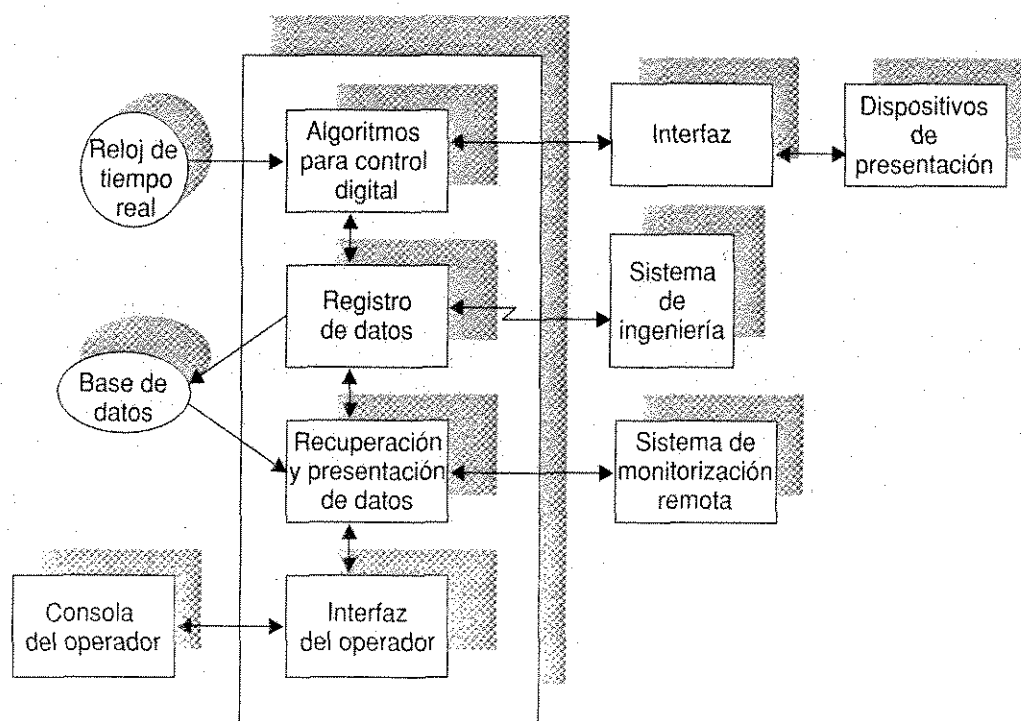 Reloj de
tiempo
real
Algoritmos
para control
digital
Interfaz
Dispositivos
de
presentación
Registro
de datos
Sistema
de
ingeniería
Base de
datos
Recuperación
y presentación
de datos
Sistema de
monitorización
remota
Consola
del operador
Interfaz
del operador